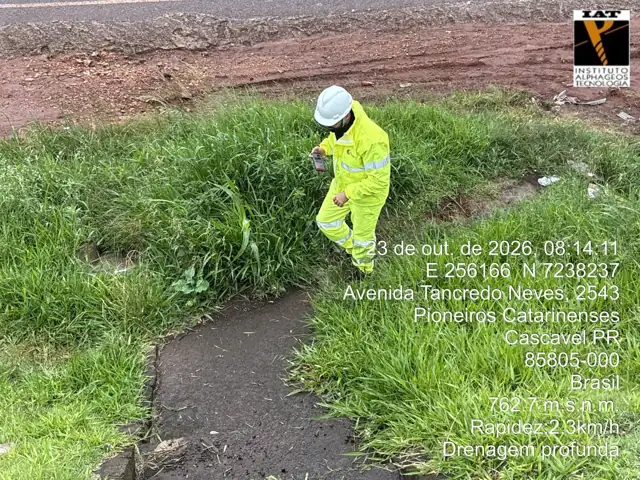 IAT
INSTITUTO
ALPHAGEOS
TECNOLOGIA
23 de out. de 2026, 08:14:11
E 256166 N 7238237
Avenida Tancredo Neves, 2543
Pioneiros Catarinenses
Cascavel PR
85805-000
Brasil
762.7 m.s.n.m.
Rapidez:2.3km/h
Drenagem profunda